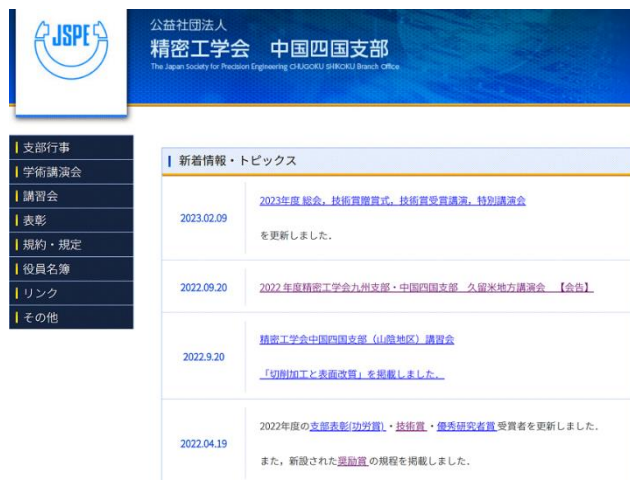 JSPE
公益社団法人
精密工学会 中国四国支部
The Japan Society for Precision Engineering CHUGOKU SHIKOKU Branch Office
支部行事
学術講演会
講習会
表彰
規約・規定
役員名簿
リンク
その他
新着情報・トピックス
2023.02.09
2023年度 総会，技術賞贈賞式，技術賞受賞講演，特別講演会
を更新しました．
2022.09.20
2022 年度精密工学会九州支部・中国四国支部 久留米地方講演会 【会告】
2022.9.20
精密工学会中国四国支部（山陰地区）講習会
「切削加工と表面改質」を掲載しました．
2022.04.19
2022年度の支部表彰(功労賞)・技術賞・優秀研究者賞 受賞者を更新しました．
また，新設された奨励賞 の規程を掲載しました．